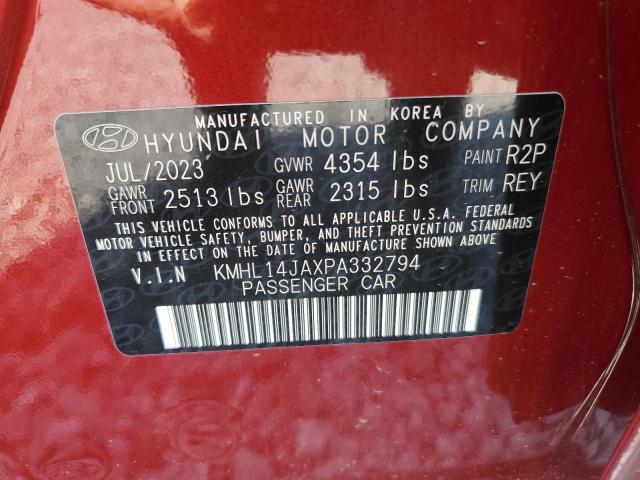 MANUFACTURED IN KOREA BY
HYUNDAI MOTOR COMPANY
JUL/2023 GVWR 4354 lbs PAINT R2P
GAWR FRONT 2513 lbs GAWR REAR 2315 lbs TRIM REY
THIS VEHICLE CONFORMS TO ALL APPLICABLE U.S.A. FEDERAL
MOTOR VEHICLE SAFETY, BUMPER, AND THEFT PREVENTION STANDARDS
IN EFFECT ON THE DATE OF MANUFACTURE SHOWN ABOVE.
V.I.N KMHL14JAXPA332794
PASSENGER CAR